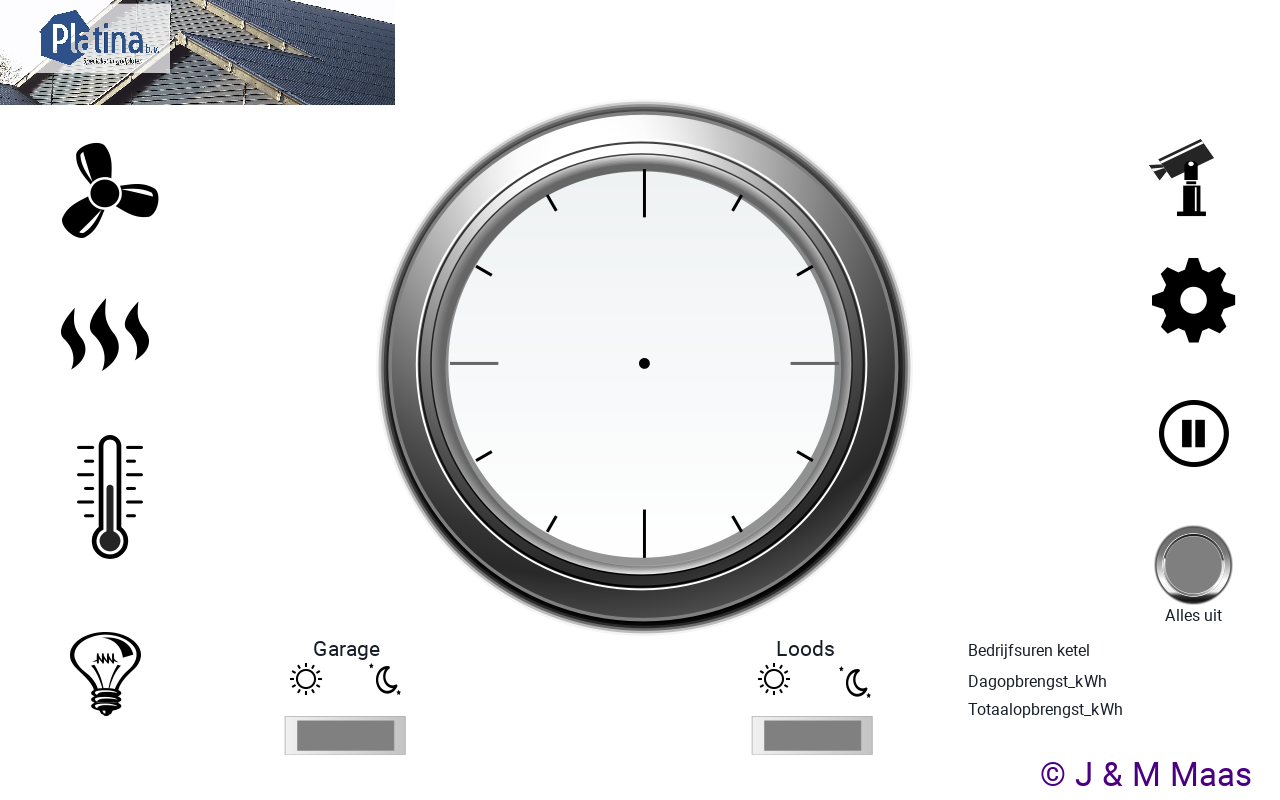 Platina b.v.
Garage
Loods
Alles uit
Bedrijfsuren ketel
Dagopbrengst_kWh
Totaalopbrengst_kWh
© J & M Maas